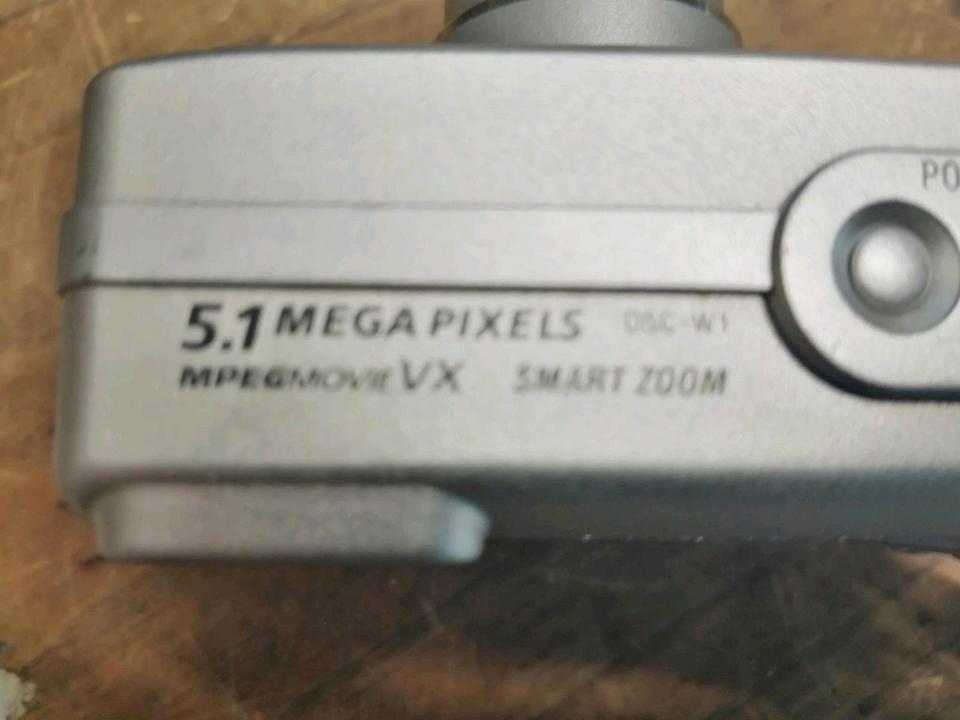 PO
5.1 MEGA PIXELS DSC-W1
MPEGMOVIE VX SMART ZOOM